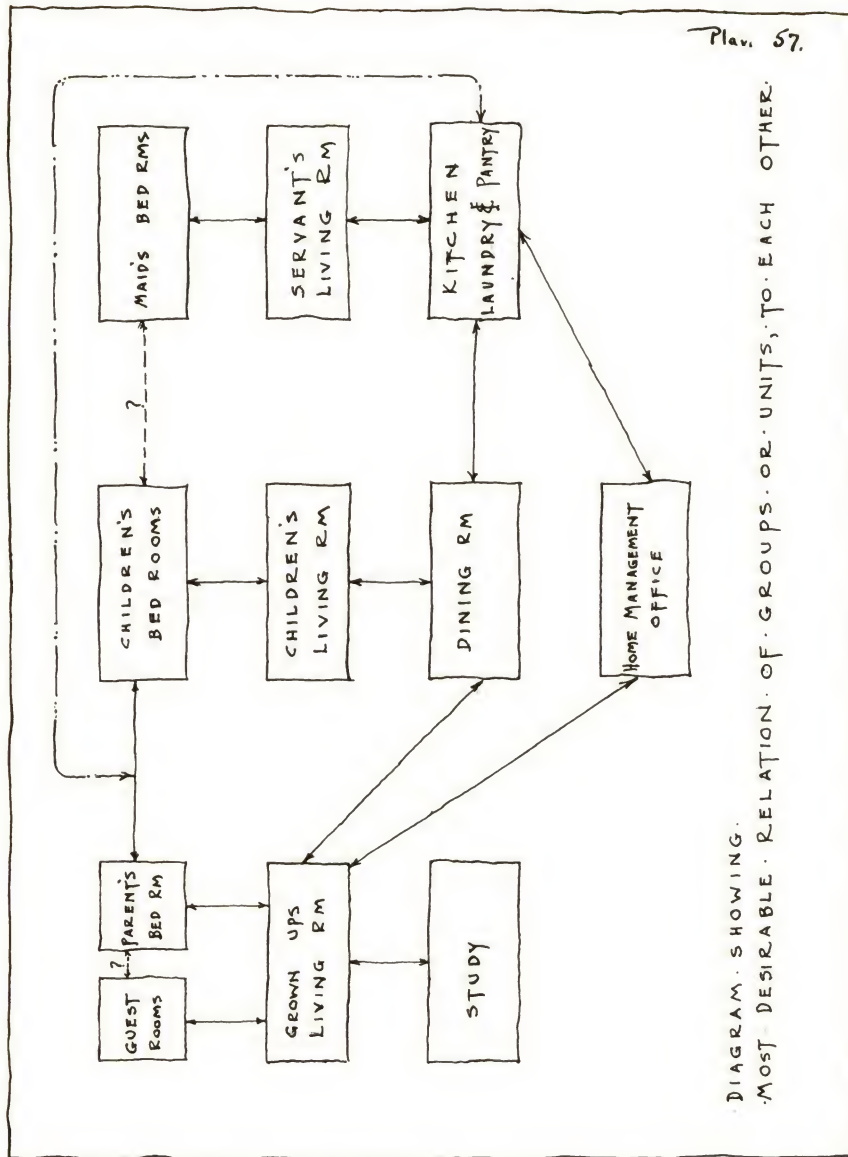 Plan. 57.
GUEST
ROOMS
?
PARENT'S
BED RM
CHILDREN'S
BED ROOMS
?
MAIDS BED RMS
GROWN UPS
LIVING RM
CHILDREN'S
LIVING RM
SERVANT'S
LIVING RM
STUDY
DINING RM
KITCHEN
LAUNDRY & PANTRY
HOME MANAGEMENT
OFFICE
·DIAGRAM·SHOWING·
·MOST·DESIRABLE·RELATION·OF·GROUPS·OR·UNITS,·TO·EACH OTHER·